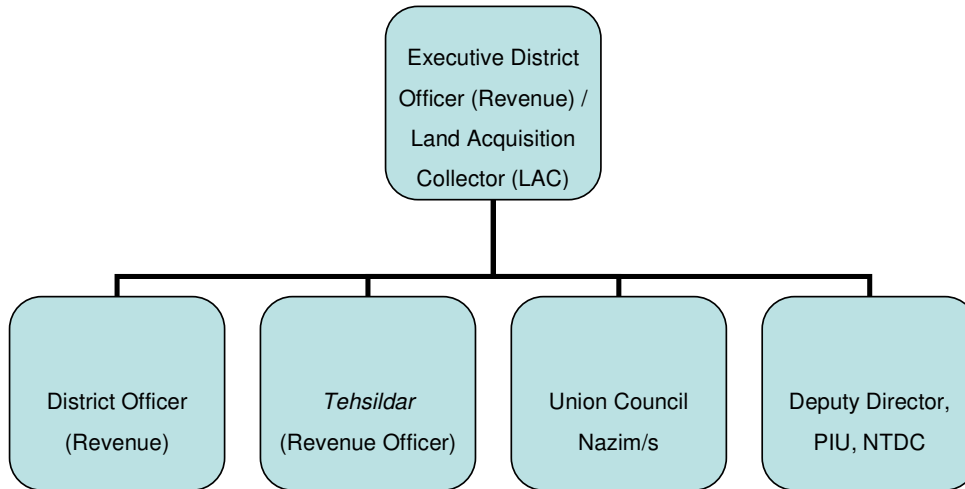 Executive District
Officer (Revenue) /
Land Acquisition
Collector (LAC)
District Officer
(Revenue)
Tehsildar
(Revenue Officer)
Union Council
Nazim/s
Deputy Director,
PIU, NTDC